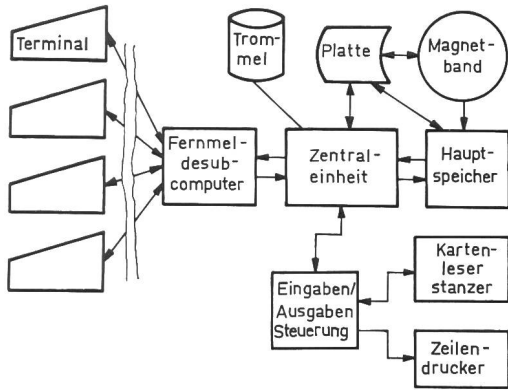 Terminal
Trom-
mel
Platte
Magnet-
band
Fernmel-
desub-
computer
Zentral-
einheit
Haupt-
speicher
Eingaben/
Ausgaben
Steuerung
Karten-
leser
stanzer
Zeilen-
drucker